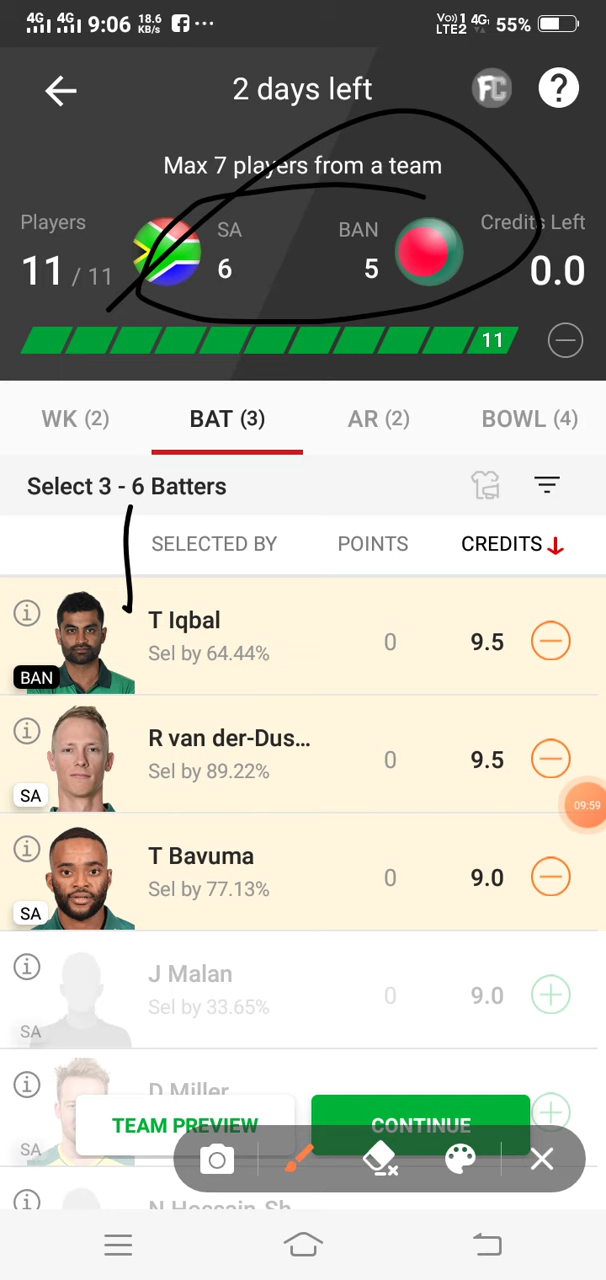 4G 4G 9:06 18.6 KB/s
Vo) 1 4G LTE2 55%
2 days left FC ?
Max 7 players from a team
Players SA BAN Credits Left
11 / 11 6 5 0.0
11
WK (2) BAT (3) AR (2) BOWL (4)
Select 3 - 6 Batters
SELECTED BY POINTS CREDITS
T Iqbal
Sel by 64.44% 0 9.5
BAN
R van der-Dus...
Sel by 89.22% 0 9.5
SA
09:59
T Bavuma
Sel by 77.13% 0 9.0
SA
J Malan
Sel by 33.65% 0 9.0
SA
D Miller
TEAM PREVIEW CONTINUE
SA
N Hossain-Sh